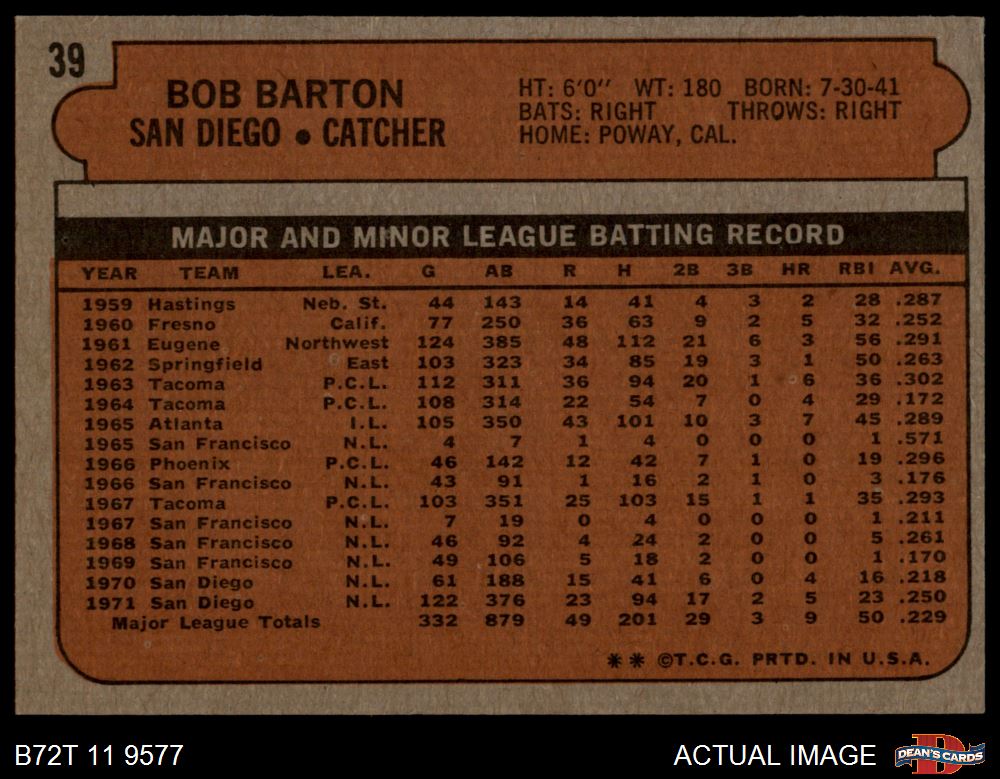 39
BOB BARTON
SAN DIEGO • CATCHER
HT: 6'0" WT: 180 BORN: 7-30-41
BATS: RIGHT THROWS: RIGHT
HOME: POWAY, CAL.
MAJOR AND MINOR LEAGUE BATTING RECORD
YEAR TEAM LEA. G AB R H 2B 3B HR RBI AVG.
1959 Hastings Neb. St. 44 143 14 41 4 3 2 28 .287
1960 Fresno Calif. 77 250 36 63 9 2 5 32 .252
1961 Eugene Northwest 124 385 48 112 21 6 3 56 .291
1962 Springfield East 103 323 34 85 19 3 1 50 .263
1963 Tacoma P.C.L. 112 311 36 94 20 1 6 36 .302
1964 Tacoma P.C.L. 108 314 22 54 7 0 4 29 .172
1965 Atlanta I.L. 105 350 43 101 10 3 7 45 .289
1965 San Francisco N.L. 4 7 1 4 0 0 0 1 .571
1966 Phoenix P.C.L. 46 142 12 42 7 1 0 19 .296
1966 San Francisco N.L. 43 91 1 16 2 1 0 3 .176
1967 Tacoma P.C.L. 103 351 25 103 15 1 1 35 .293
1967 San Francisco N.L. 7 19 0 4 0 0 0 1 .211
1968 San Francisco N.L. 46 92 4 24 2 0 0 5 .261
1969 San Francisco N.L. 49 106 5 18 2 0 0 1 .170
1970 San Diego N.L. 61 188 15 41 6 0 4 16 .218
1971 San Diego N.L. 122 376 23 94 17 2 5 23 .250
Major League Totals 332 879 49 201 29 3 9 50 .229
** ©T.C.G. PRTD. IN U.S.A.
B72T 11 9577
ACTUAL IMAGE
DEAN'S CARDS